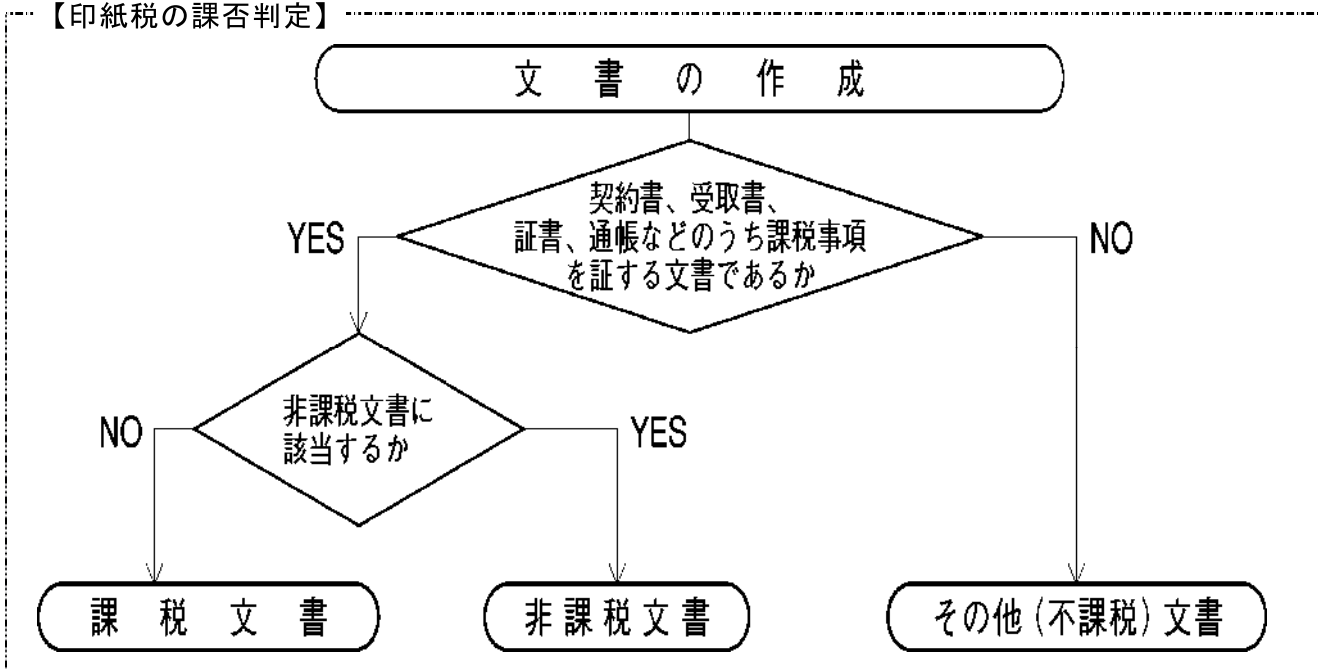 【印紙税の課否判定】
文書の作成
契約書、受取書、
証書、通帳などのうち課税事項
を証する文書であるか
YES
NO
非課税文書に
該当するか
NO
YES
課税文書
非課税文書
その他(不課税)文書